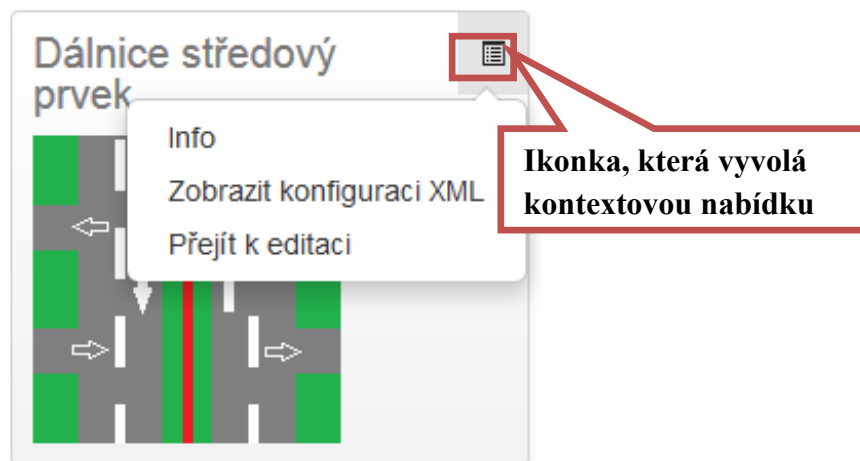 Dálnice středový
prvek
Info
Zobrazit konfiguraci XML
Přejít k editaci
Ikonka, která vyvolá
kontextovou nabídku